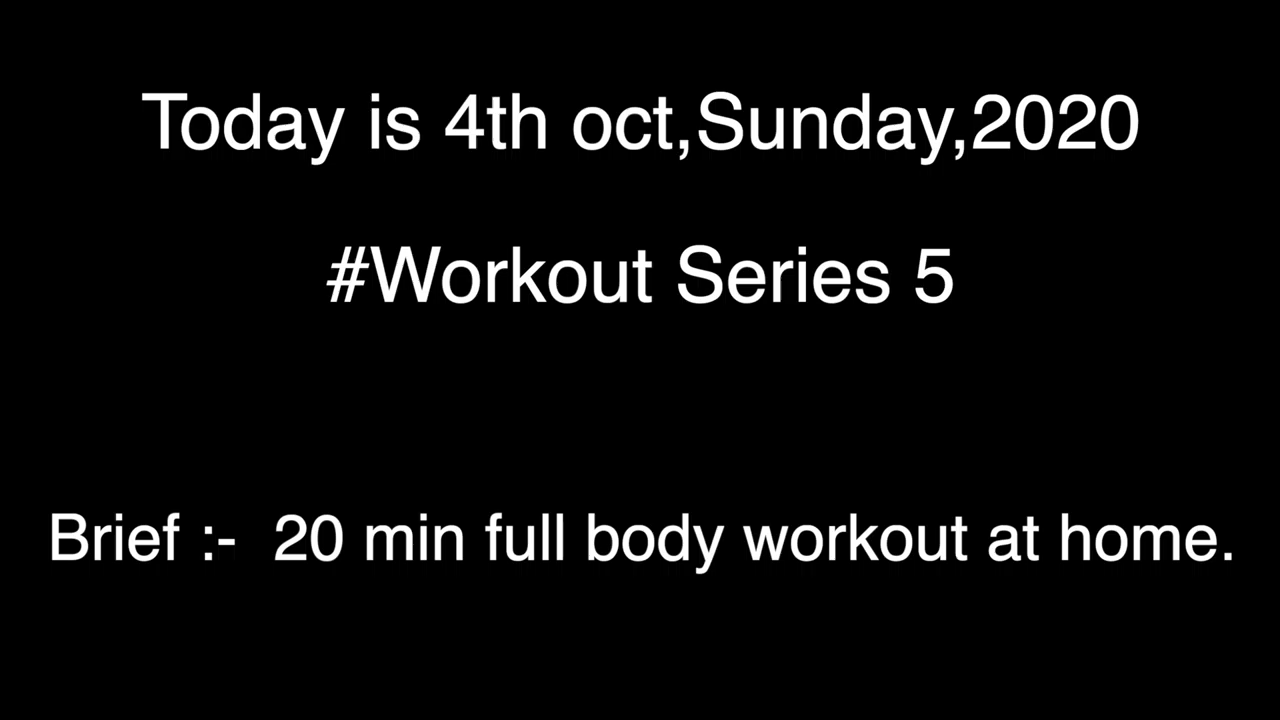 Today is 4th oct,Sunday,2020
#Workout Series 5
Brief :-  20 min full body workout at home.